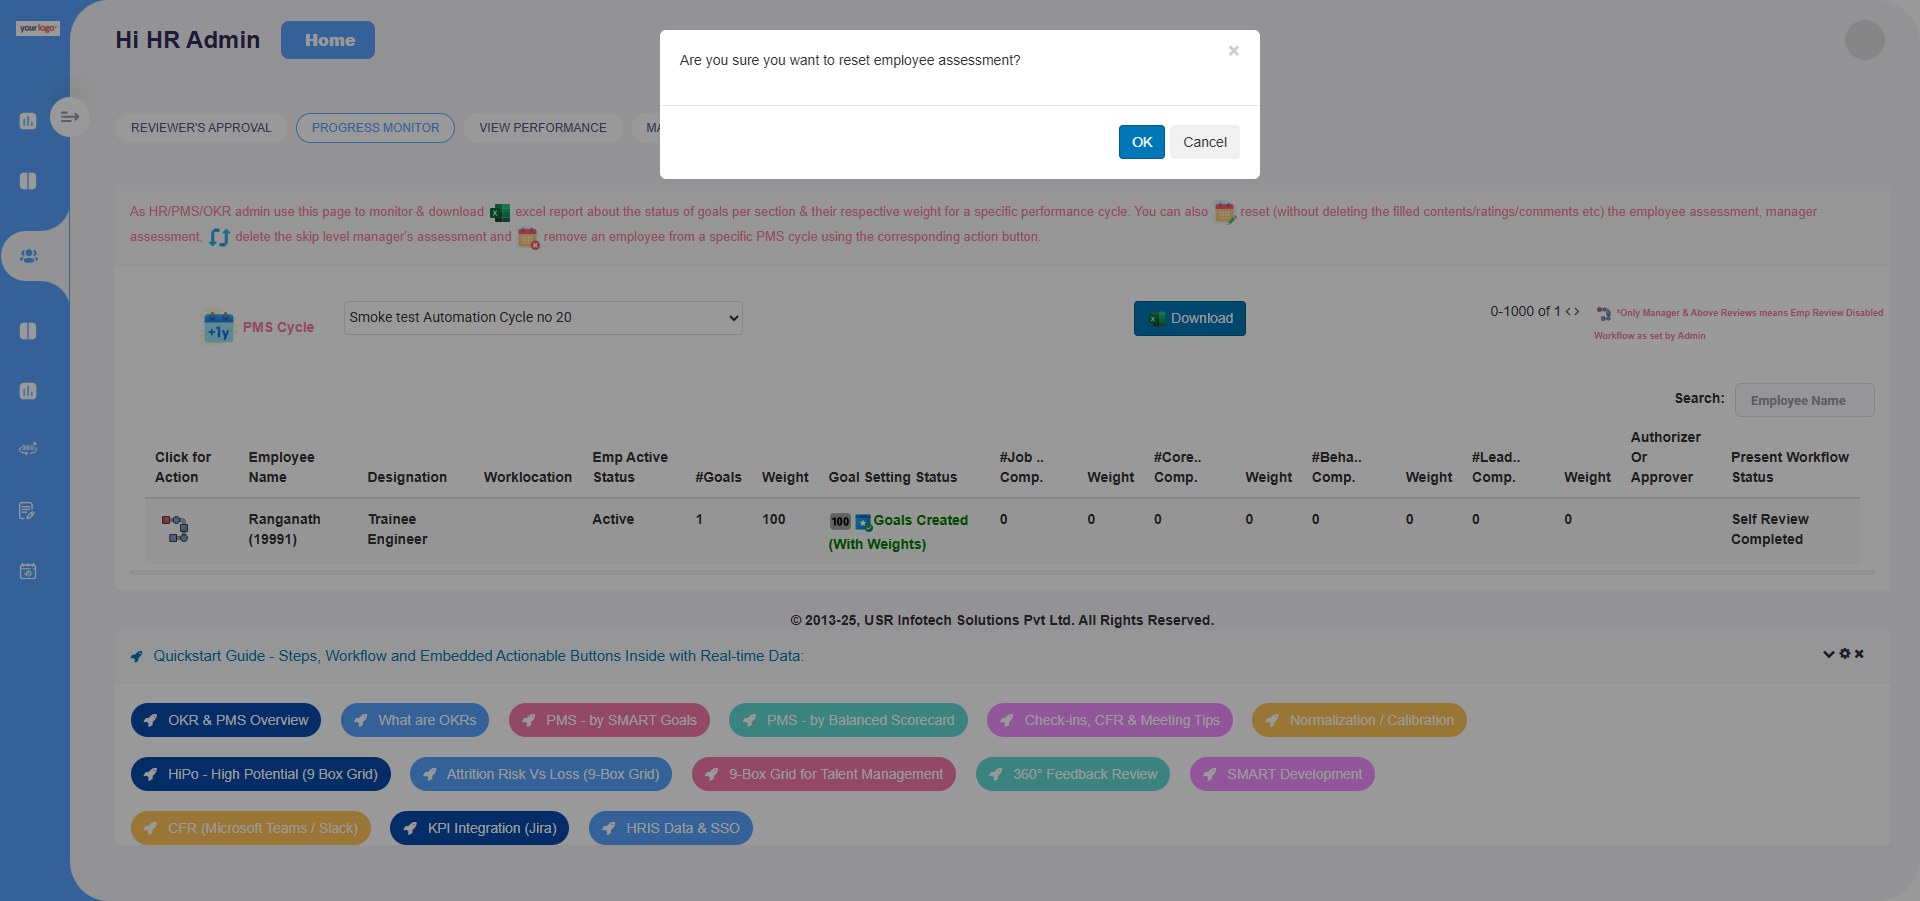 your logo
Hi HR Admin
Home
Are you sure you want to reset employee assessment?
×
OK
Cancel
REVIEWER'S APPROVAL
PROGRESS MONITOR
VIEW PERFORMANCE
MA
As HR/PMS/OKR admin use this page to monitor & download excel report about the status of goals per section & their respective weight for a specific performance cycle. You can also reset (without deleting the filled contents/ratings/comments etc) the employee assessment, manager
assessment, delete the skip level manager's assessment and remove an employee from a specific PMS cycle using the corresponding action button.
+1y
PMS Cycle
Smoke test Automation Cycle no 20
Download
0-1000 of 1 < >
*Only Manager & Above Reviews means Emp Review Disabled
Workflow as set by Admin
Search:
Employee Name
Click for Action
Employee Name
Designation
Worklocation
Emp Active Status
#Goals
Weight
Goal Setting Status
#Job .. Comp.
Weight
#Core.. Comp.
Weight
#Beha.. Comp.
Weight
#Lead.. Comp.
Weight
Authorizer Or Approver
Present Workflow Status
Ranganath (19991)
Trainee Engineer
Active
1
100
100 Goals Created (With Weights)
0
0
0
0
0
0
0
0
Self Review Completed
© 2013-25, USR Infotech Solutions Pvt Ltd. All Rights Reserved.
Quickstart Guide - Steps, Workflow and Embedded Actionable Buttons Inside with Real-time Data:
OKR & PMS Overview
What are OKRs
PMS - by SMART Goals
PMS - by Balanced Scorecard
Check-ins, CFR & Meeting Tips
Normalization / Calibration
HiPo - High Potential (9 Box Grid)
Attrition Risk Vs Loss (9-Box Grid)
9-Box Grid for Talent Management
360° Feedback Review
SMART Development
CFR (Microsoft Teams / Slack)
KPI Integration (Jira)
HRIS Data & SSO